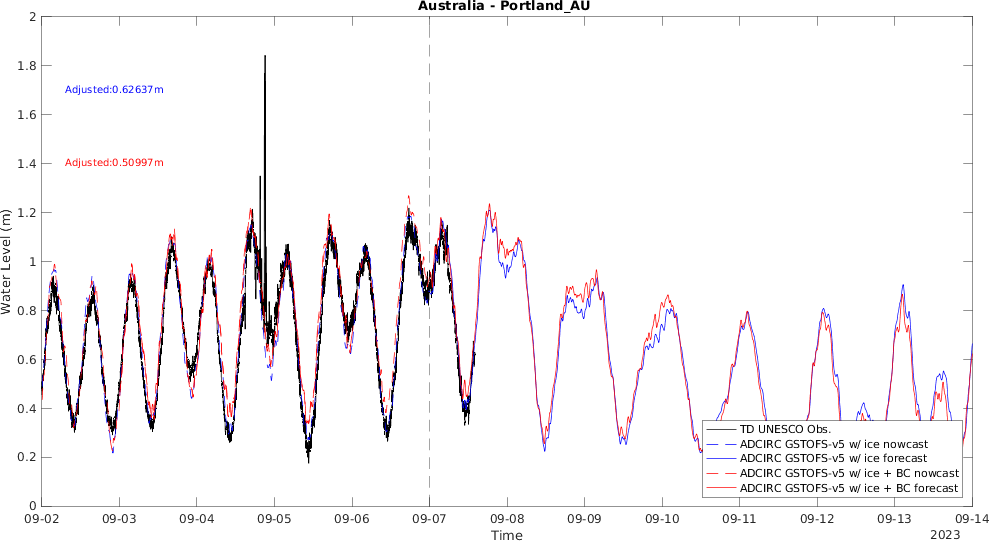 Australia - Portland_AU
2
1.8
1.6
1.4
1.2
1
0.8
0.6
0.4
0.2
0
Water Level (m)
Adjusted:0.62637m
Adjusted:0.50997m
TD UNESCO Obs.
ADCIRC GSTOFS-v5 w/ ice nowcast
ADCIRC GSTOFS-v5 w/ ice forecast
ADCIRC GSTOFS-v5 w/ ice + BC nowcast
ADCIRC GSTOFS-v5 w/ ice + BC forecast
09-02 09-03 09-04 09-05 09-06 09-07 09-08 09-09 09-10 09-11 09-12 09-13 09-14
Time
2023